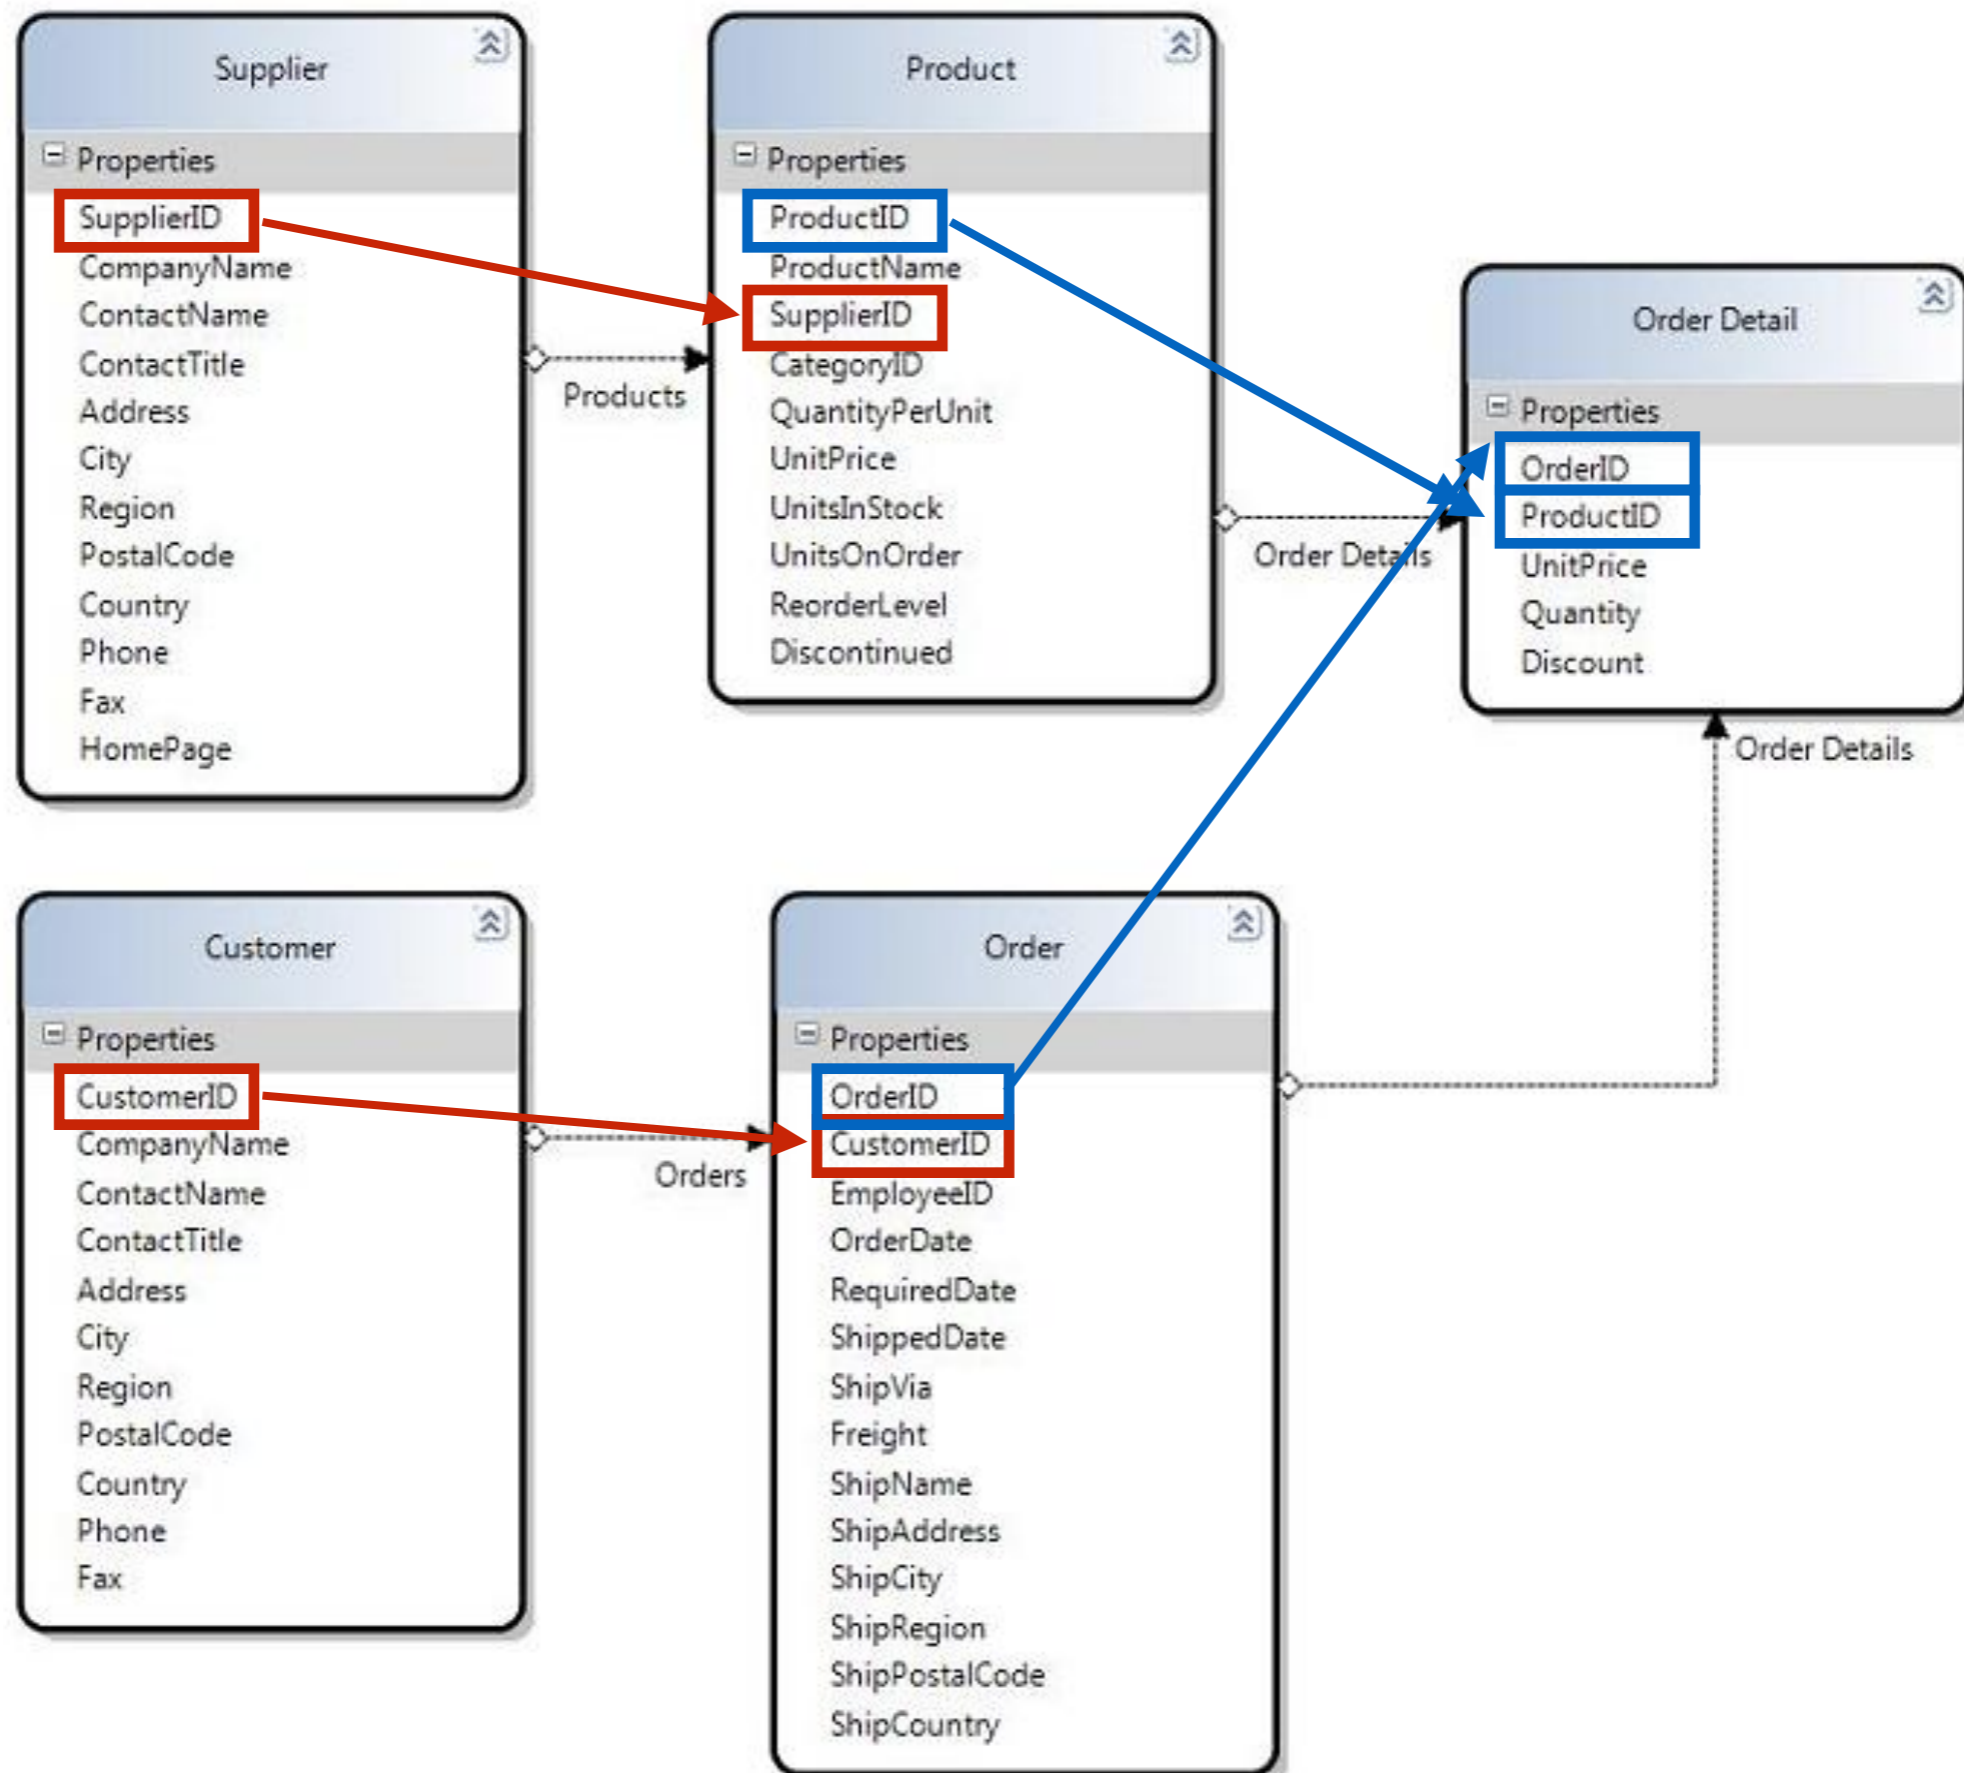 Supplier
Properties
SupplierID
CompanyName
ContactName
ContactTitle
Address
City
Region
PostalCode
Country
Phone
Fax
HomePage
Products
Product
Properties
ProductID
ProductName
SupplierID
CategoryID
QuantityPerUnit
UnitPrice
UnitsInStock
UnitsOnOrder
ReorderLevel
Discontinued
Order Details
Order Detail
Properties
OrderID
ProductID
UnitPrice
Quantity
Discount
Order Details
Customer
Properties
CustomerID
CompanyName
ContactName
ContactTitle
Address
City
Region
PostalCode
Country
Phone
Fax
Orders
Order
Properties
OrderID
CustomerID
EmployeeID
OrderDate
RequiredDate
ShippedDate
ShipVia
Freight
ShipName
ShipAddress
ShipCity
ShipRegion
ShipPostalCode
ShipCountry